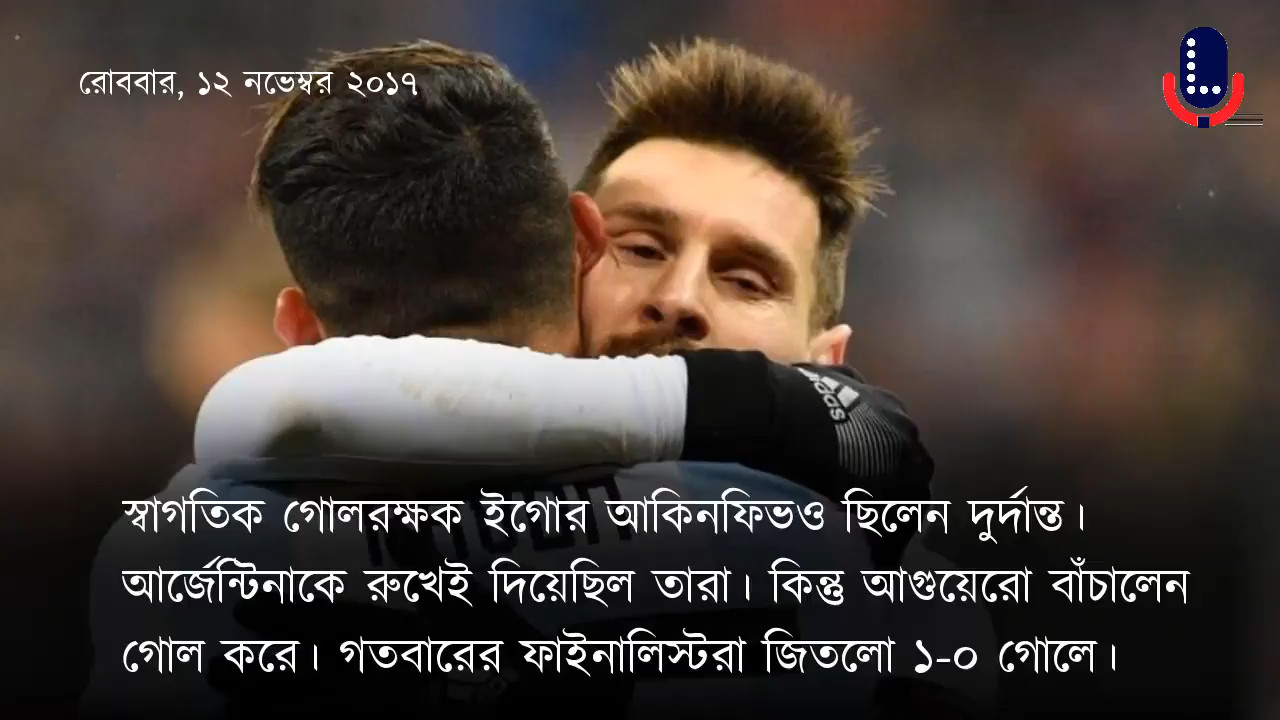 রোববার, ১২ নভেম্বর ২০১৭
adidas
স্বাগতিক গোলরক্ষক ইগোর আকিনফিভও ছিলেন দুর্দান্ত।
আর্জেন্টিনাকে রুখেই দিয়েছিল তারা। কিন্তু আগুয়েরো বাঁচালেন
গোল করে। গতবারের ফাইনালিস্টরা জিতলো ১-০ গোলে।